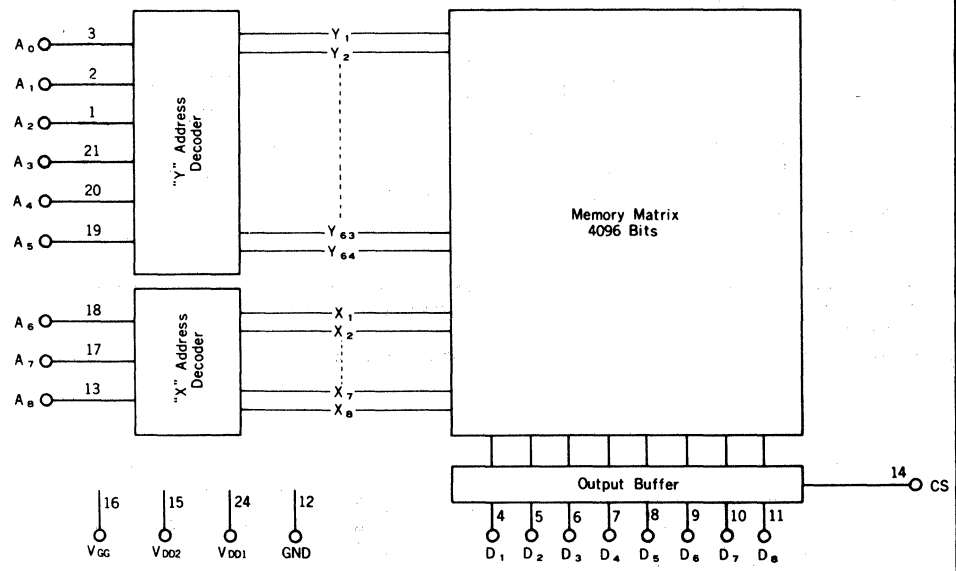 A0 3
A1 2
A2 1
A3 21
A4 20
A5 19
"Y" Address
Decoder
Y1
Y2
Y63
Y64
Memory Matrix
4096 Bits
A6 18
A7 17
A8 13
"X" Address
Decoder
X1
X2
X7
X8
Output Buffer
14 CS
16 15 24 12
VGG VDD2 VDD1 GND
4 5 6 7 8 9 10 11
D1 D2 D3 D4 D5 D6 D7 D8